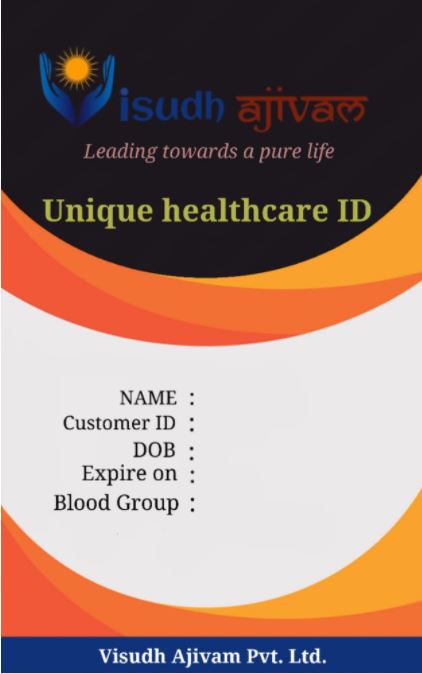 Visudh ajivam
Leading towards a pure life
Unique healthcare ID
NAME :
Customer ID :
DOB :
Expire on :
Blood Group :
Visudh Ajivam Pvt. Ltd.